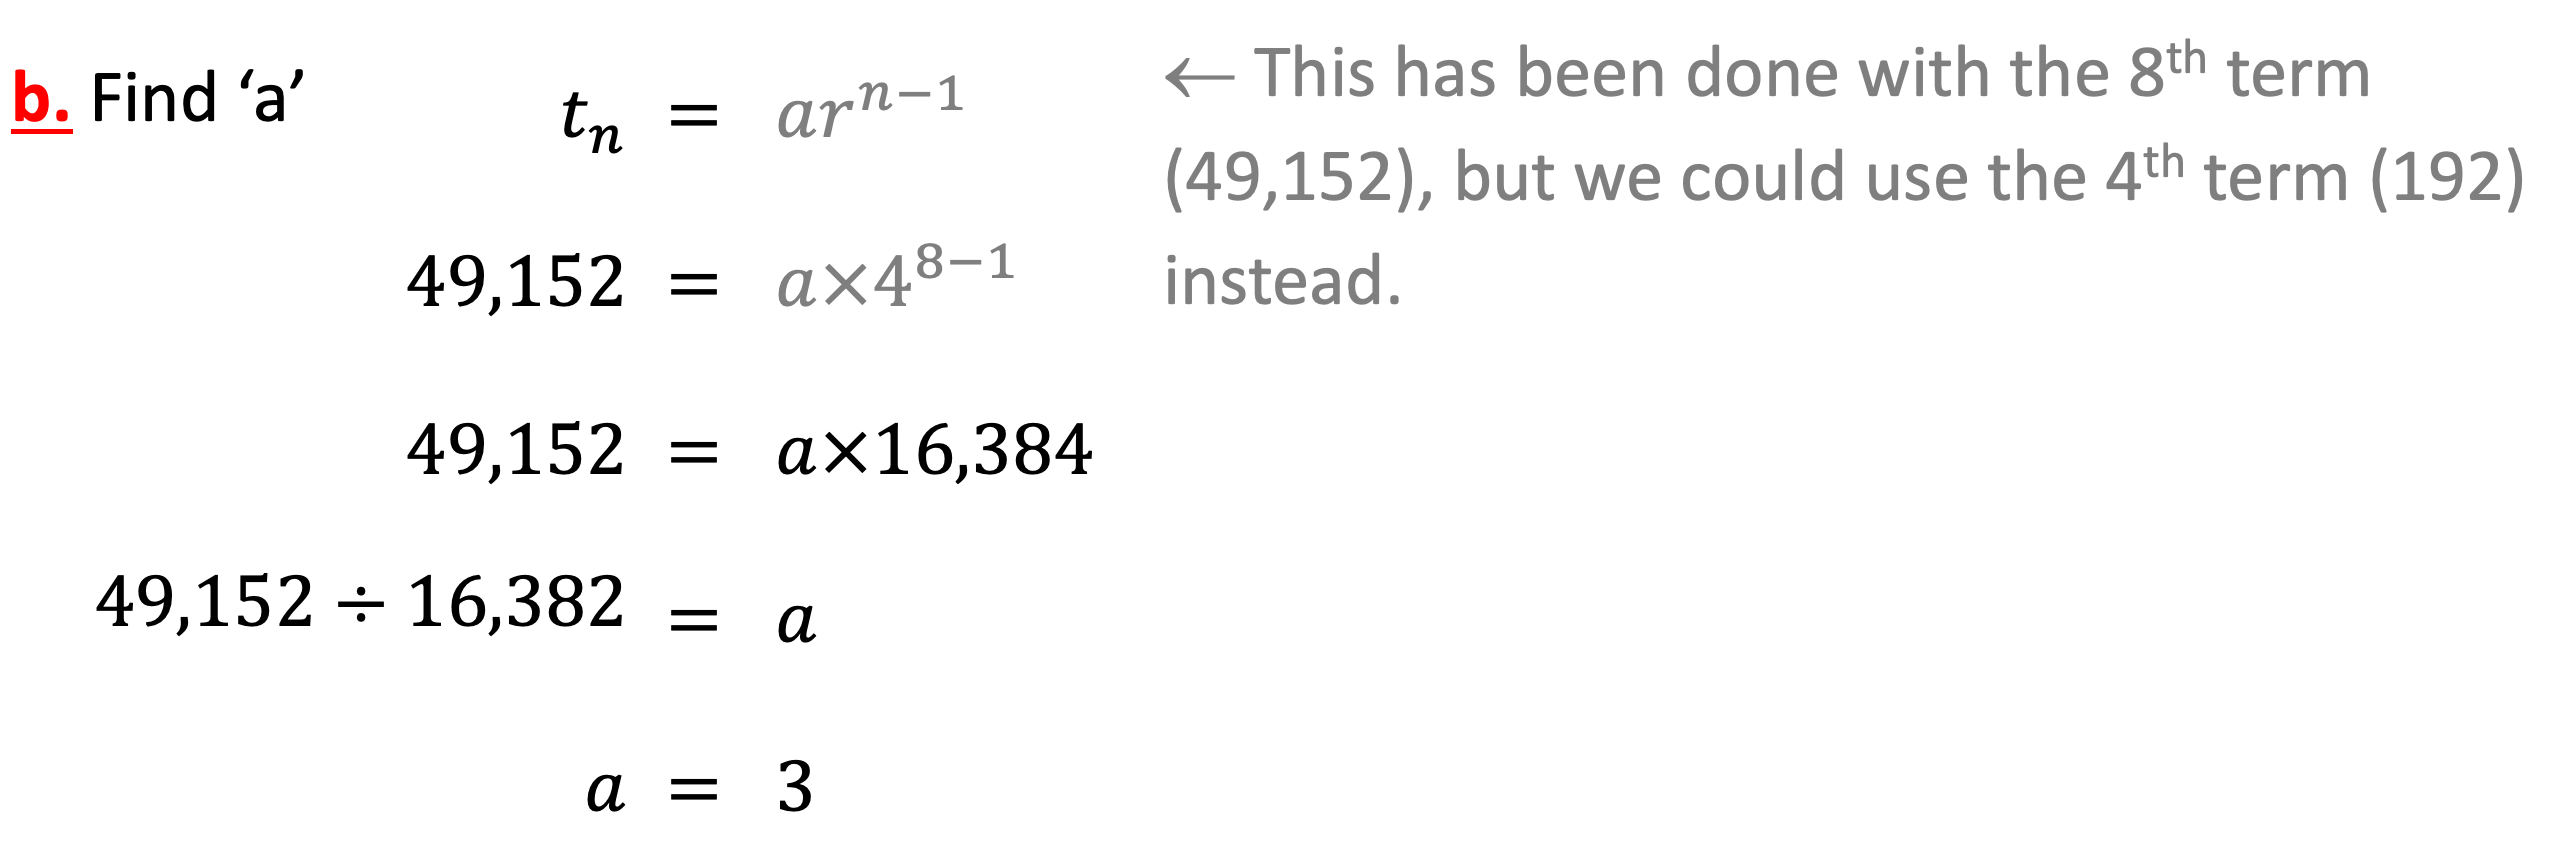 b. Find ‘a’ tₙ = arⁿ⁻¹ ← This has been done with the 8ᵗʰ term
(49,152), but we could use the 4ᵗʰ term (192)
49,152 = a×4⁸⁻¹ instead.
49,152 = a×16,384
49,152 ÷ 16,382 = a
a = 3